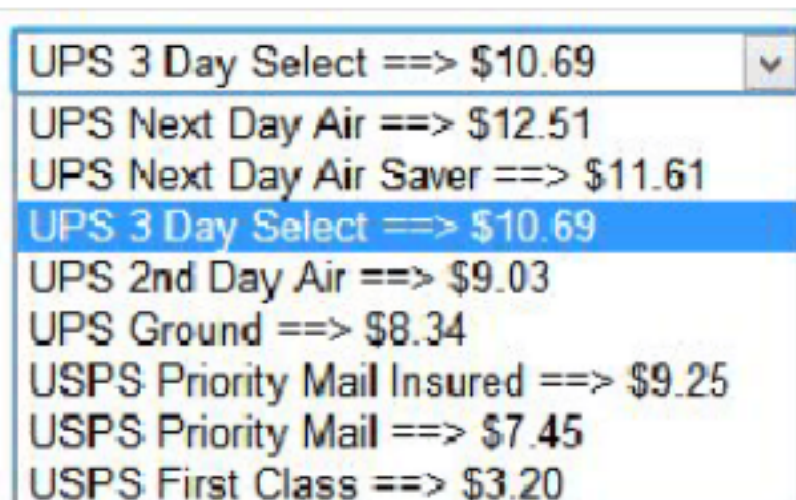 UPS 3 Day Select ==> $10.69
UPS Next Day Air ==> $12.51
UPS Next Day Air Saver ==> $11.61
UPS 3 Day Select ==> $10.69
UPS 2nd Day Air ==> $9.03
UPS Ground ==> $8.34
USPS Priority Mail Insured ==> $9.25
USPS Priority Mail ==> $7.45
USPS First Class ==> $3.20